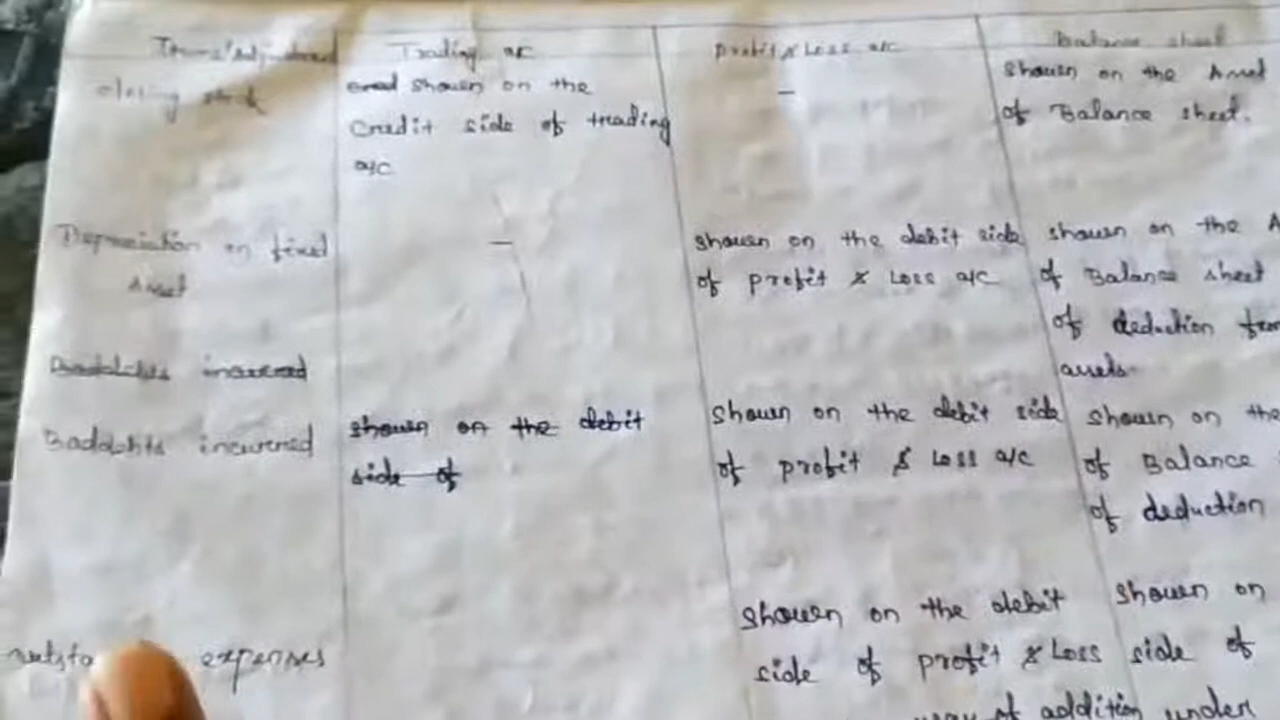 Trading a/c
Profit & Loss a/c
Balance sheet
closing stock
shown on the
credit side of trading
a/c
–
shown on the Asset
of Balance sheet.
Depreciation on fixed
Asset
–
shown on the debit side
of profit & Loss a/c
shown on the A
of Balance sheet
of deduction from
assets
Baddebts incurred
Baddebts incurred
shown on the debit
side of
shown on the debit side
of profit & Loss a/c
shown on the
of Balance
of deduction
expenses
shown on the debit
side of profit & Loss
way of addition under
shown on
side of